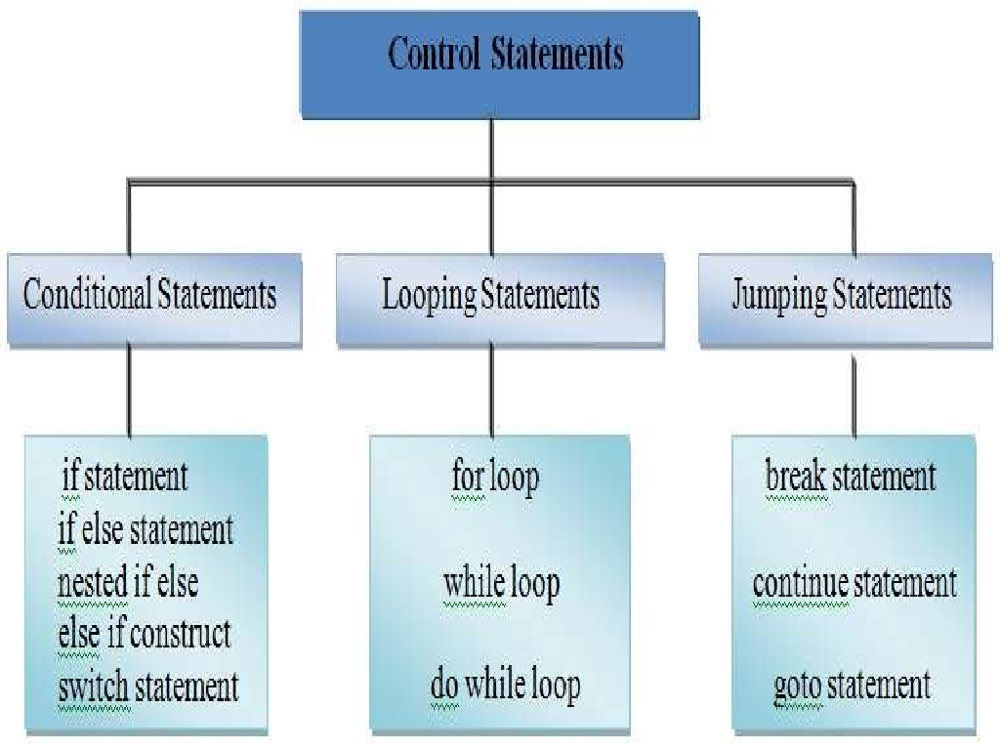 Control Statements
Conditional Statements
Looping Statements
Jumping Statements
if statement
if else statement
nested if else
else if construct
switch statement
for loop
while loop
do while loop
break statement
continue statement
goto statement